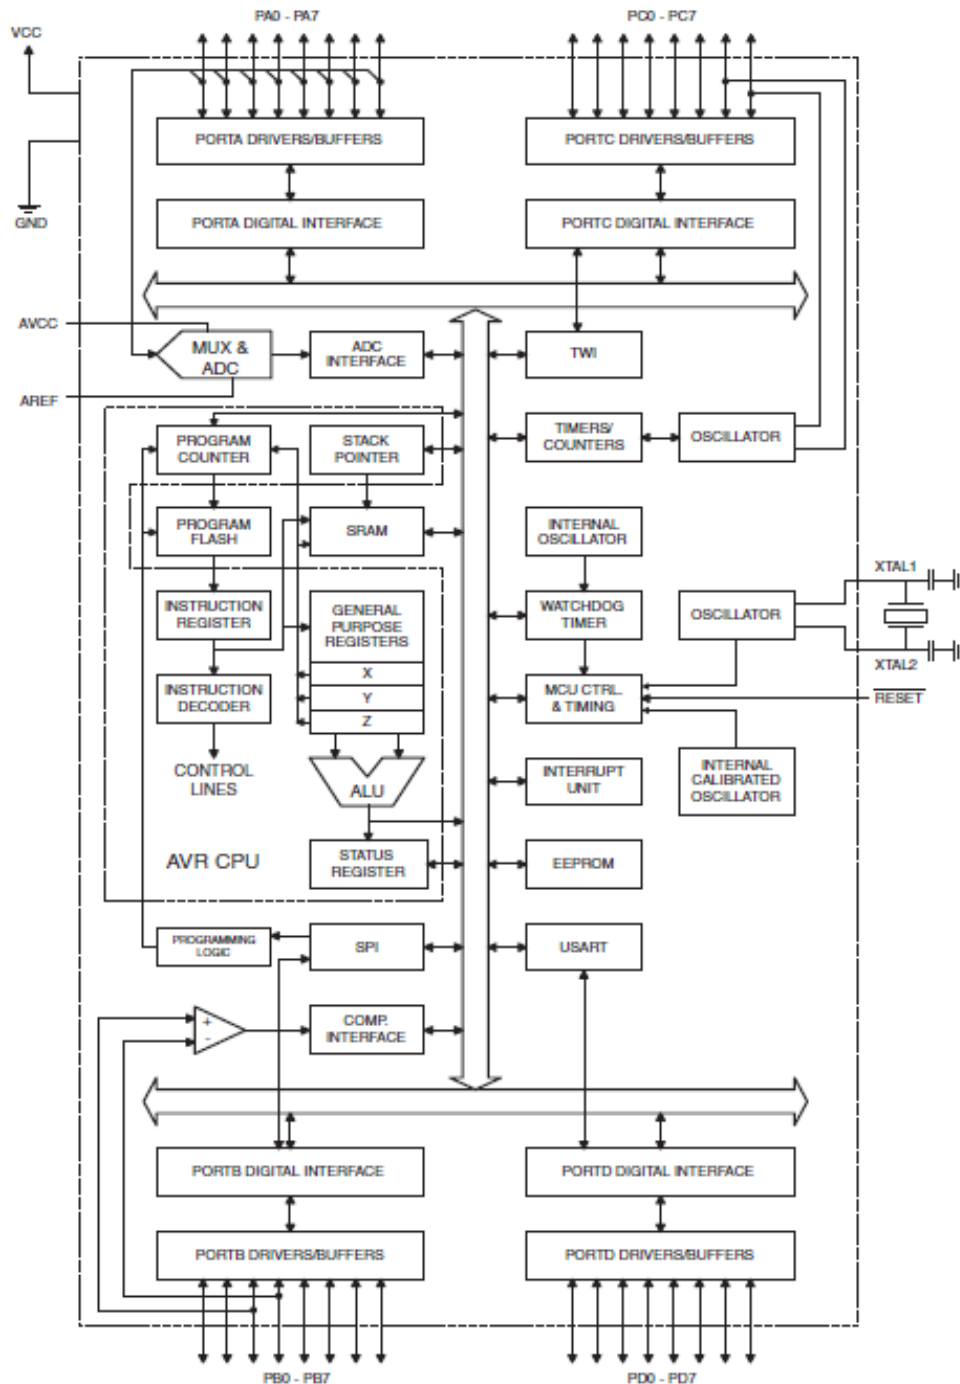 PA0 - PA7
PC0 - PC7
VCC
PORTA DRIVERS/BUFFERS
PORTC DRIVERS/BUFFERS
GND
PORTA DIGITAL INTERFACE
PORTC DIGITAL INTERFACE
AVCC
MUX &
ADC
ADC
INTERFACE
TWI
AREF
PROGRAM
COUNTER
STACK
POINTER
TIMERS/
COUNTERS
OSCILLATOR
PROGRAM
FLASH
SRAM
INTERNAL
OSCILLATOR
XTAL1
INSTRUCTION
REGISTER
GENERAL
PURPOSE
REGISTERS
WATCHDOG
TIMER
OSCILLATOR
XTAL2
X
Y
Z
INSTRUCTION
DECODER
MCU CTRL.
& TIMING
RESET
CONTROL
LINES
ALU
INTERRUPT
UNIT
INTERNAL
CALIBRATED
OSCILLATOR
AVR CPU
STATUS
REGISTER
EEPROM
PROGRAMMING
LOGIC
SPI
USART
+
-
COMP.
INTERFACE
PORTB DIGITAL INTERFACE
PORTD DIGITAL INTERFACE
PORTB DRIVERS/BUFFERS
PORTD DRIVERS/BUFFERS
PB0 - PB7
PD0 - PD7